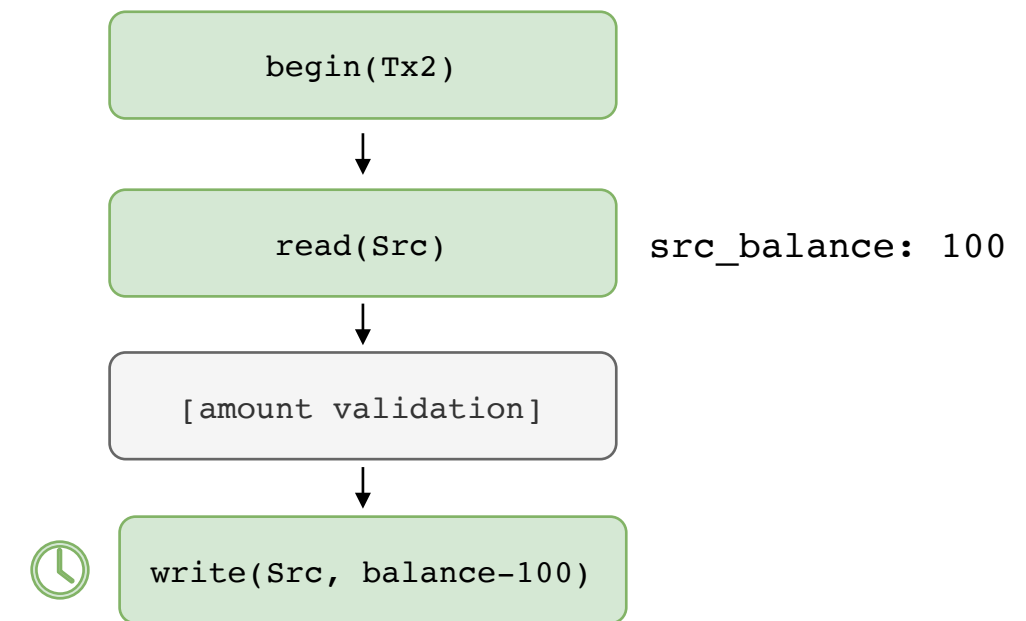 begin(Tx2)
read(Src)
src_balance: 100
[amount validation]
write(Src, balance-100)